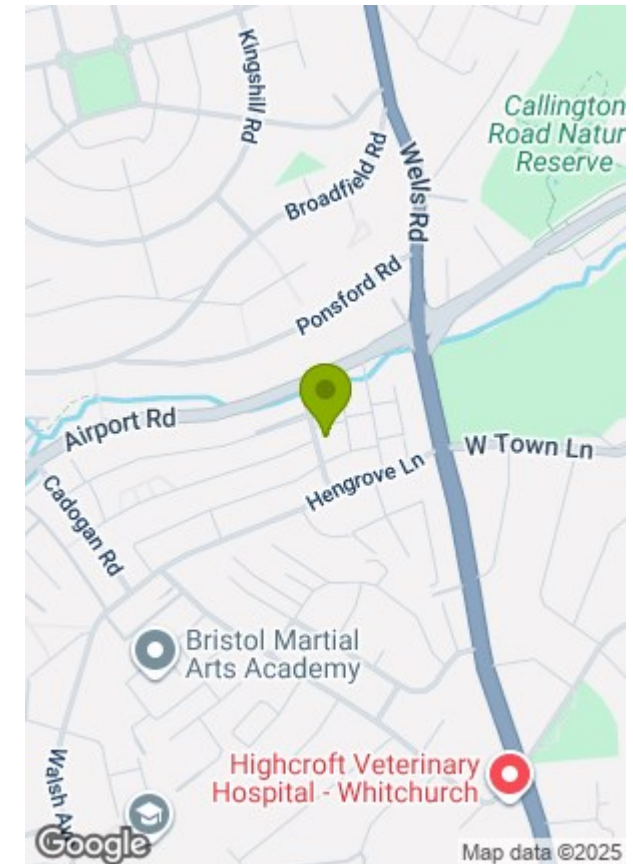 Kingshill Rd
Callington
Road Natur
Reserve
Broadfield Rd
Wells Rd
Ponsford Rd
Airport Rd
Hengrove Ln
W Town Ln
Cadogan Rd
Bristol Martial
Arts Academy
Walsh Av
Highcroft Veterinary
Hospital - Whitchurch
Google
Map data ©2025